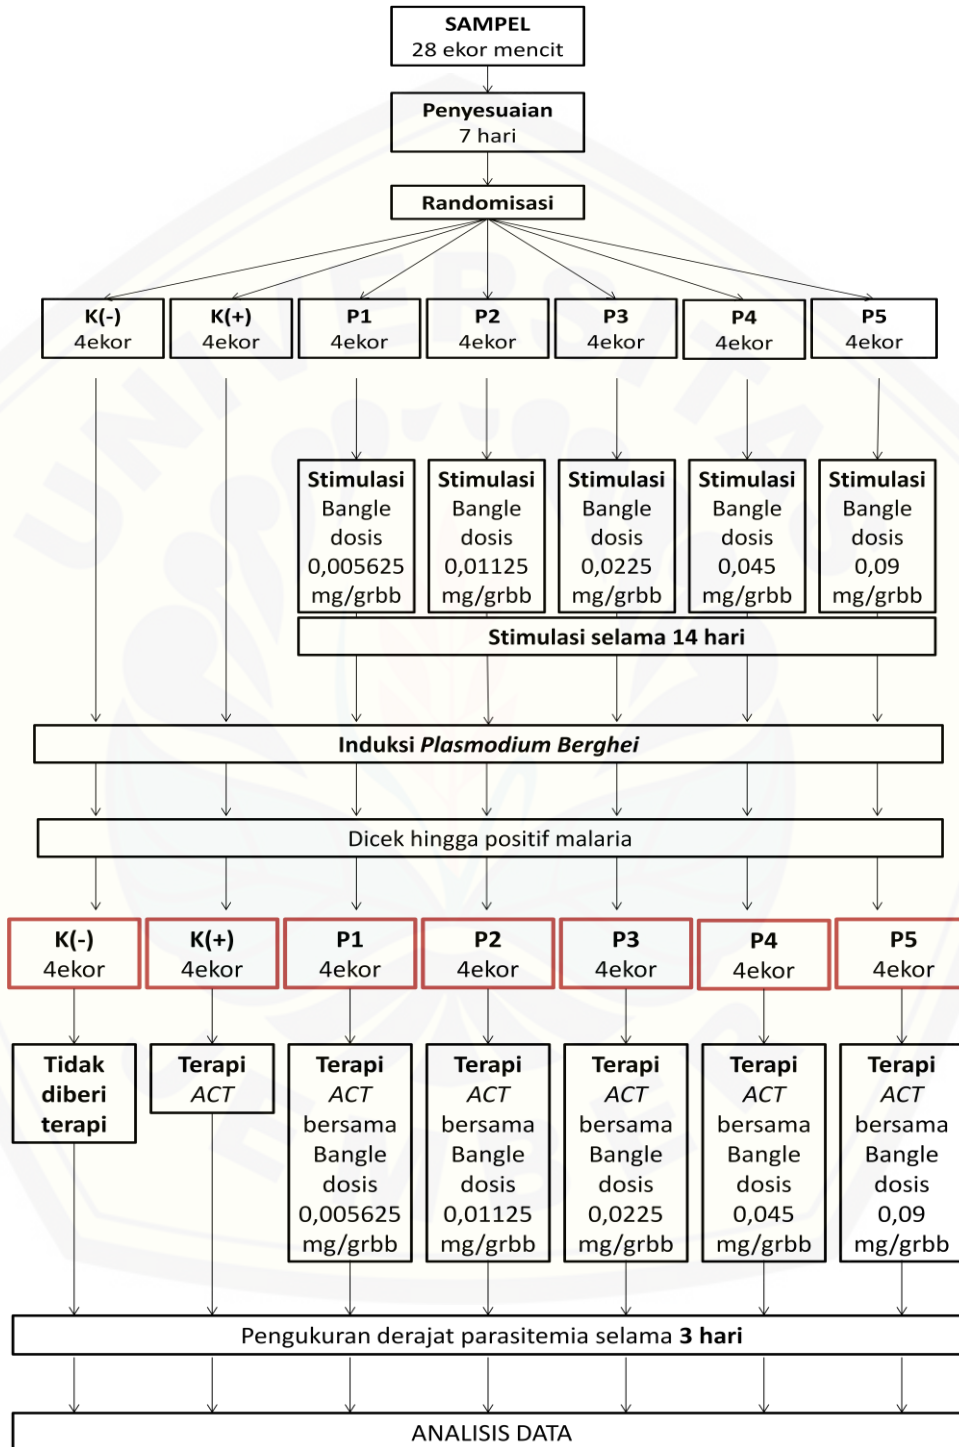 SAMPEL
28 ekor mencit
Penyesuaian
7 hari
Randomisasi
K(-)
4ekor
K(+)
4ekor
P1
4ekor
P2
4ekor
P3
4ekor
P4
4ekor
P5
4ekor
Stimulasi
Bangle
dosis
0,005625
mg/grbb
Stimulasi
Bangle
dosis
0,01125
mg/grbb
Stimulasi
Bangle
dosis
0,0225
mg/grbb
Stimulasi
Bangle
dosis
0,045
mg/grbb
Stimulasi
Bangle
dosis
0,09
mg/grbb
Stimulasi selama 14 hari
Induksi Plasmodium Berghei
Dicek hingga positif malaria
K(-)
4ekor
K(+)
4ekor
P1
4ekor
P2
4ekor
P3
4ekor
P4
4ekor
P5
4ekor
Tidak
diberi
terapi
Terapi
ACT
Terapi
ACT
bersama
Bangle
dosis
0,005625
mg/grbb
Terapi
ACT
bersama
Bangle
dosis
0,01125
mg/grbb
Terapi
ACT
bersama
Bangle
dosis
0,0225
mg/grbb
Terapi
ACT
bersama
Bangle
dosis
0,045
mg/grbb
Terapi
ACT
bersama
Bangle
dosis
0,09
mg/grbb
Pengukuran derajat parasitemia selama 3 hari
ANALISIS DATA
UNIVERSITAS
JEMBER